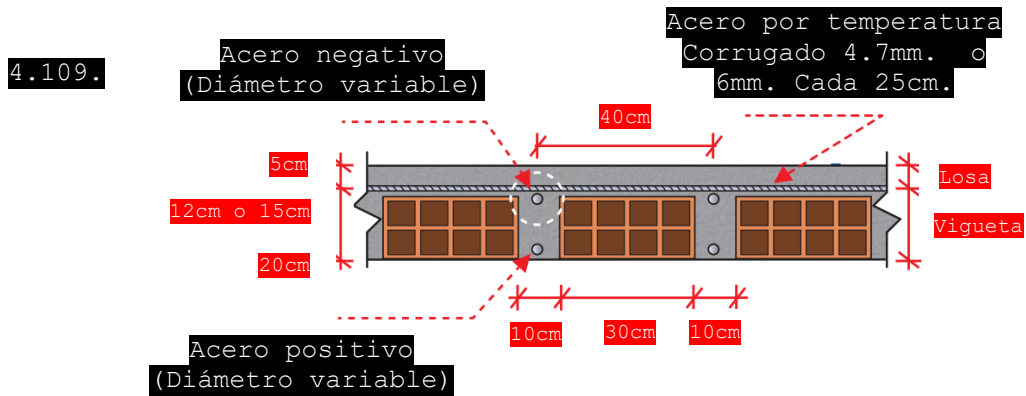 4.109.
Acero negativo
(Diámetro variable)
Acero por temperatura
Corrugado 4.7mm. o
6mm. Cada 25cm.
40cm
5cm
12cm o 15cm
20cm
Losa
Vigueta
10cm
30cm
10cm
Acero positivo
(Diámetro variable)